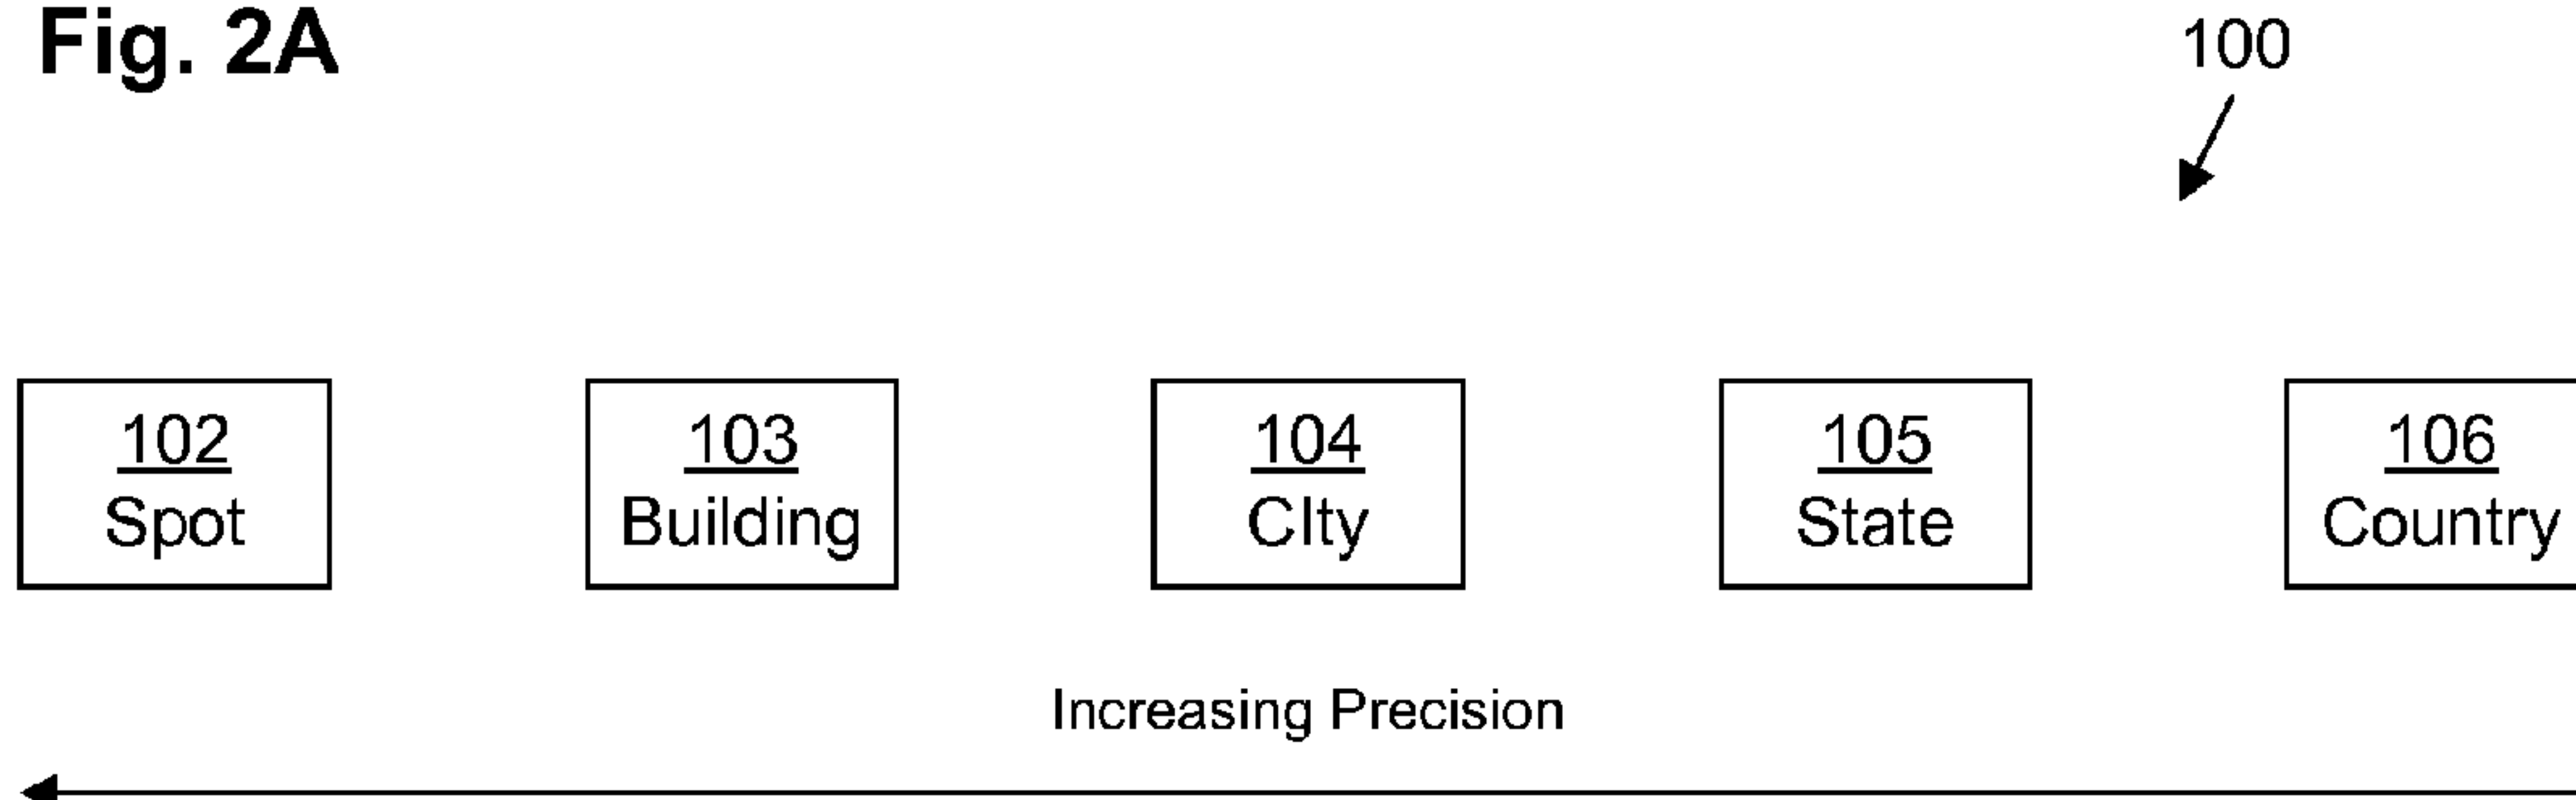 Fig. 2A
100
102
Spot
103
Building
104
CIty
105
State
106
Country
Increasing Precision